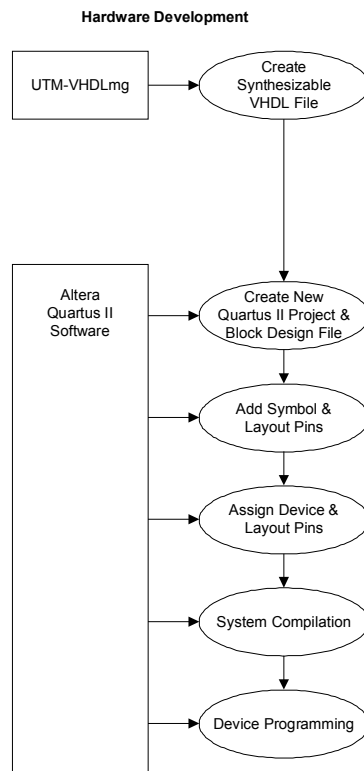 Hardware Development
UTM-VHDLmg
Create
Synthesizable
VHDL File
Altera
Quartus II
Software
Create New
Quartus II Project &
Block Design File
Add Symbol &
Layout Pins
Assign Device &
Layout Pins
System Compilation
Device Programming